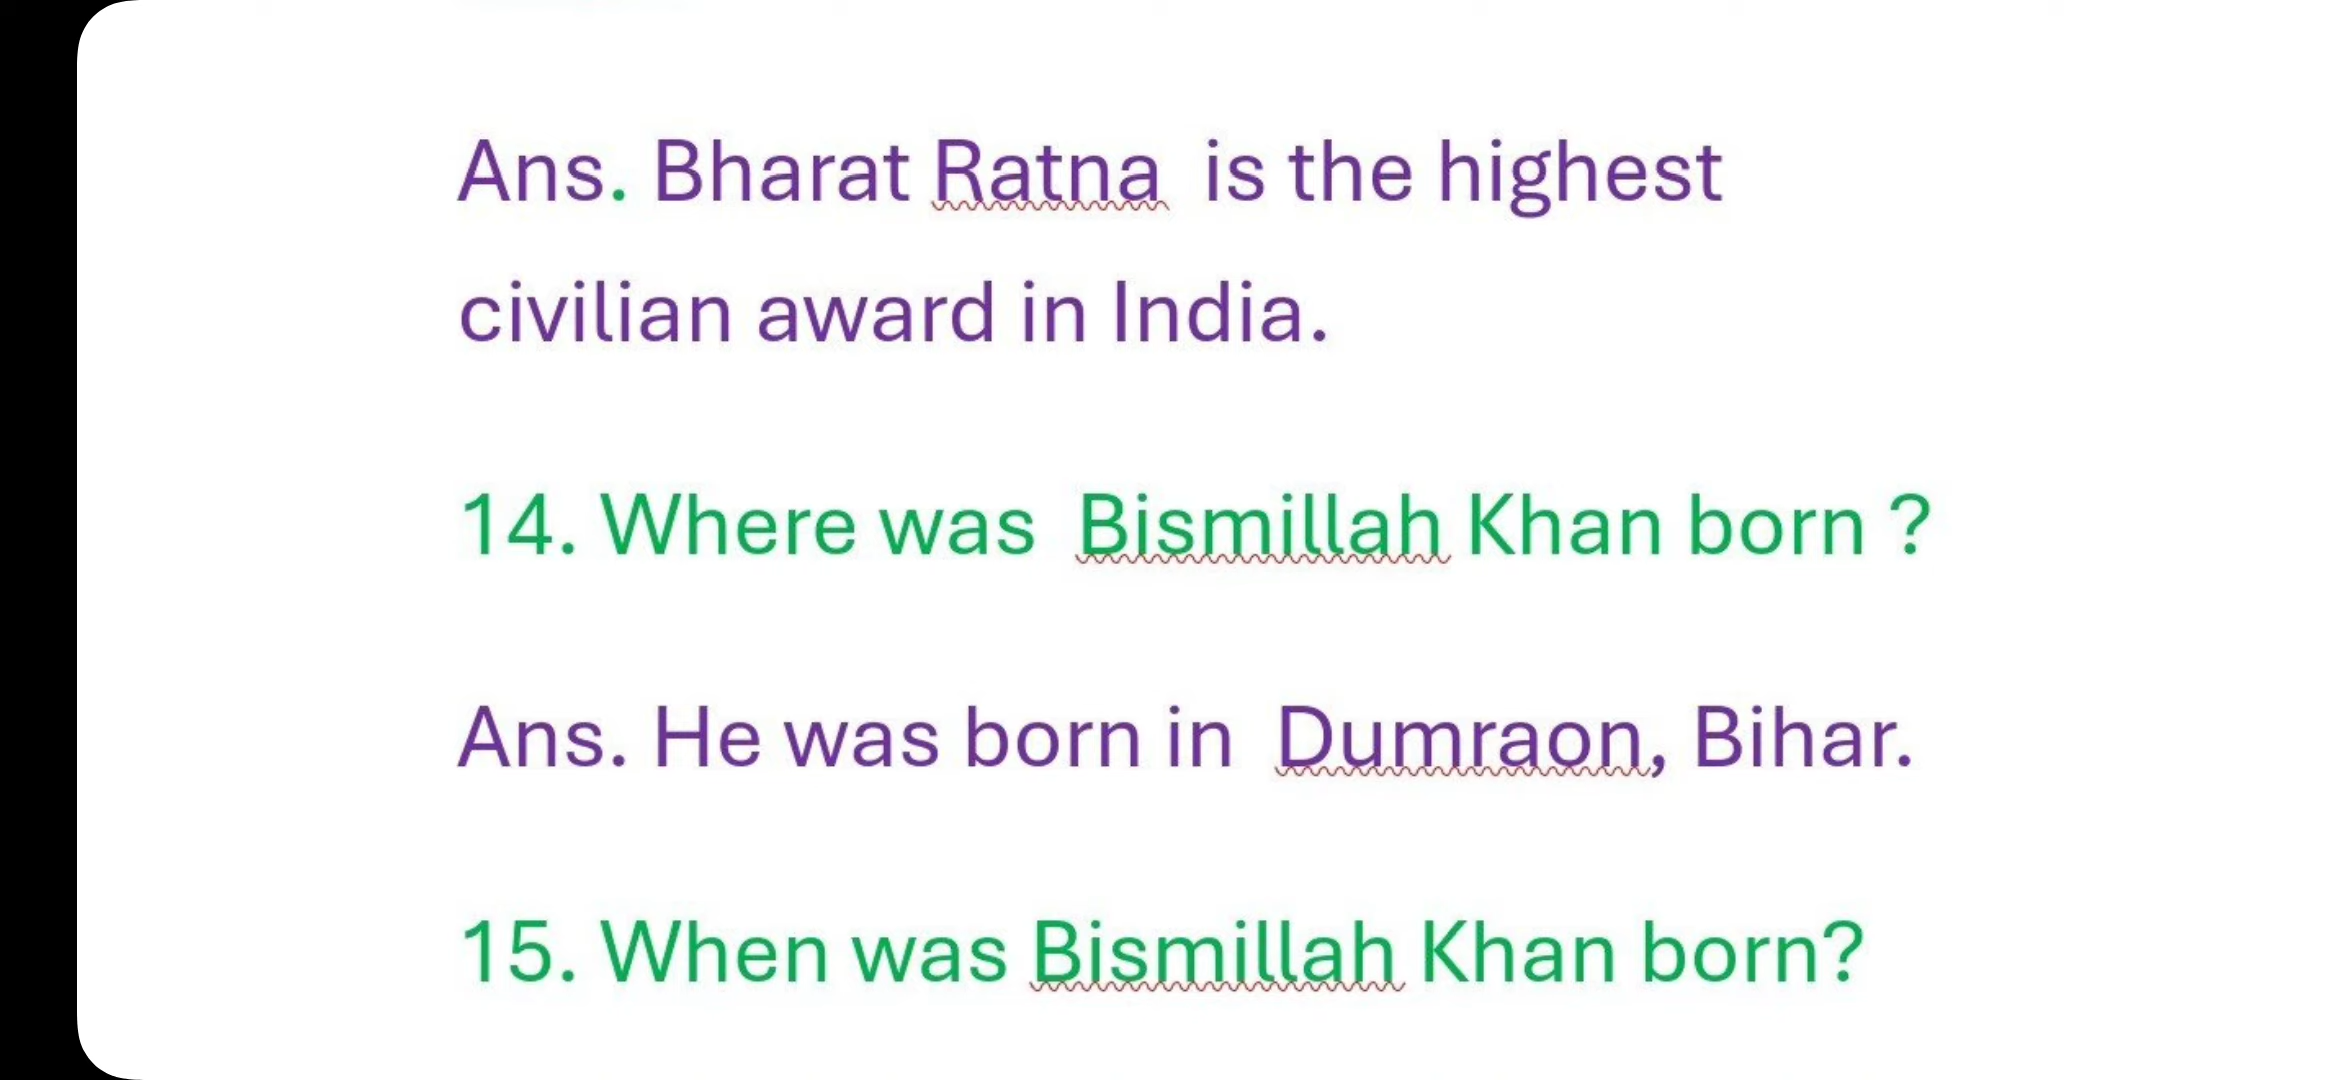 Ans. Bharat Ratna is the highest
civilian award in India.
14. Where was Bismillah Khan born ?
Ans. He was born in Dumraon, Bihar.
15. When was Bismillah Khan born?